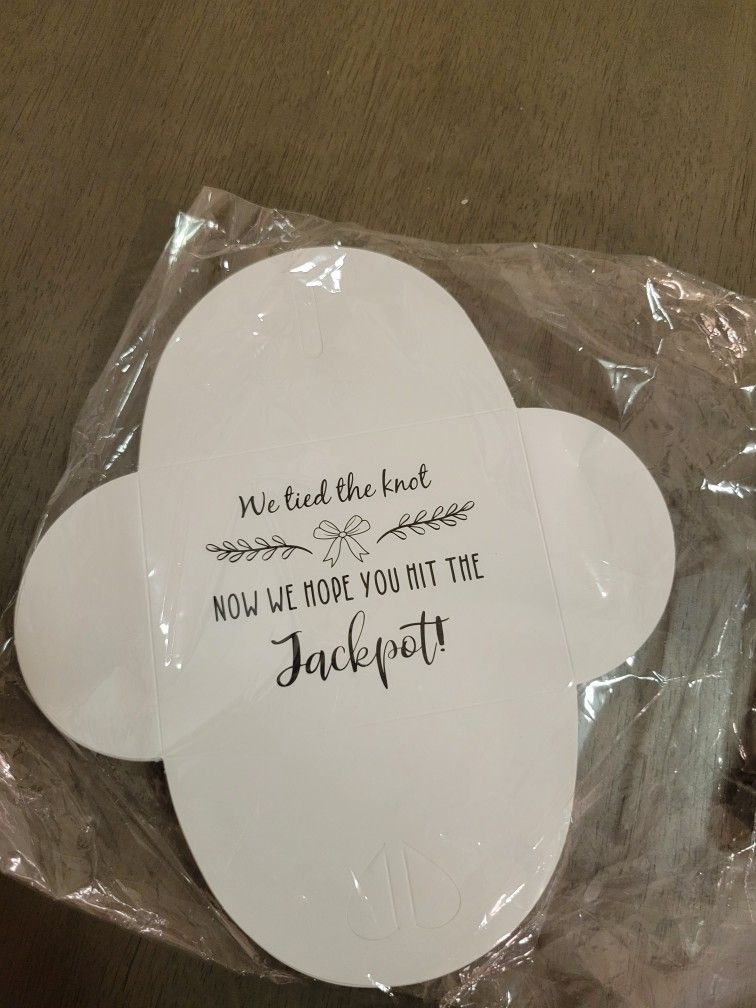 We tied the knot
NOW WE HOPE YOU HIT THE
Jackpot!